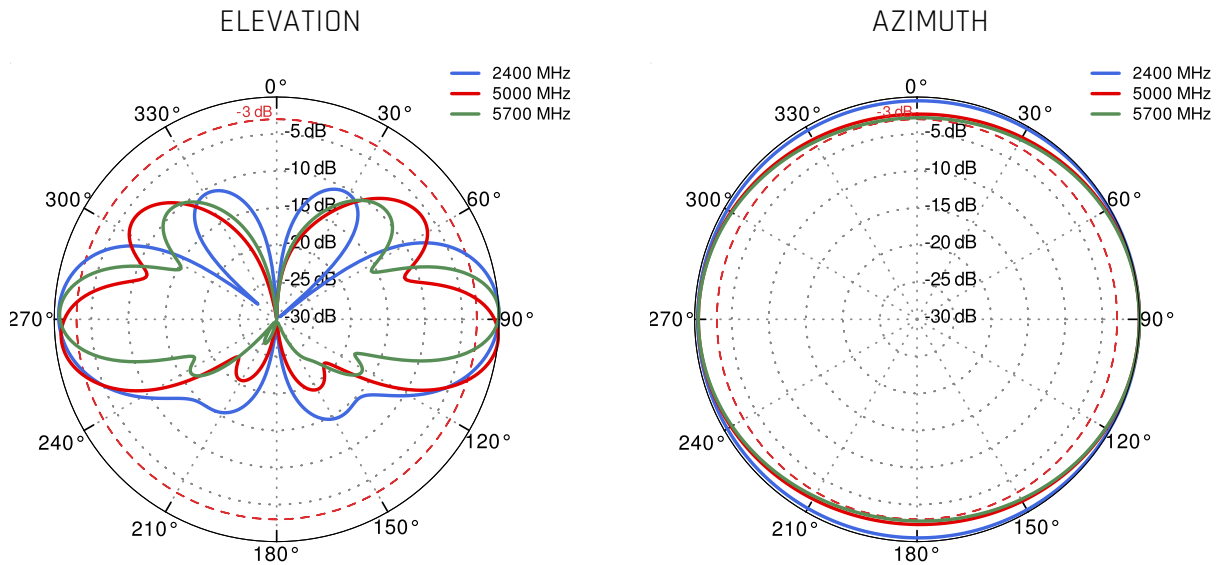 ELEVATION
2400 MHz
5000 MHz
5700 MHz
0°
330°
30°
-3 dB
-5 dB
-10 dB
300°
60°
-15 dB
-20 dB
-25 dB
270°
-30 dB
90°
240°
120°
210°
150°
180°
AZIMUTH
2400 MHz
5000 MHz
5700 MHz
0°
330°
30°
-3 dB
-5 dB
-10 dB
300°
60°
-15 dB
-20 dB
-25 dB
270°
-30 dB
90°
240°
120°
210°
150°
180°